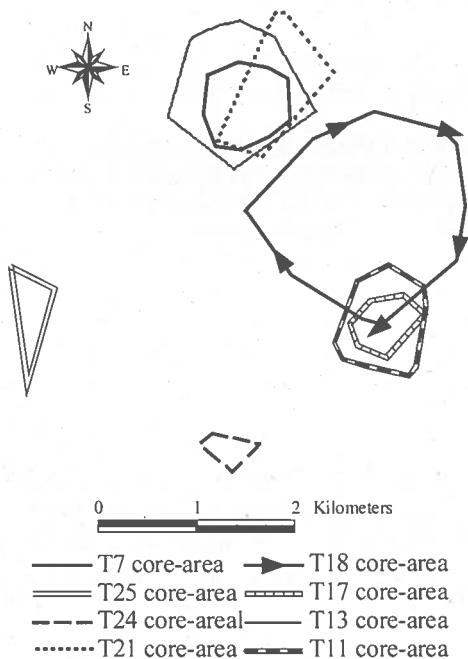 N
W E
S
0 1 2 Kilometers
T7 core-area T18 core-area
T25 core-area T17 core-area
T24 core-areal T13 core-area
T21 core-area T11 core-area